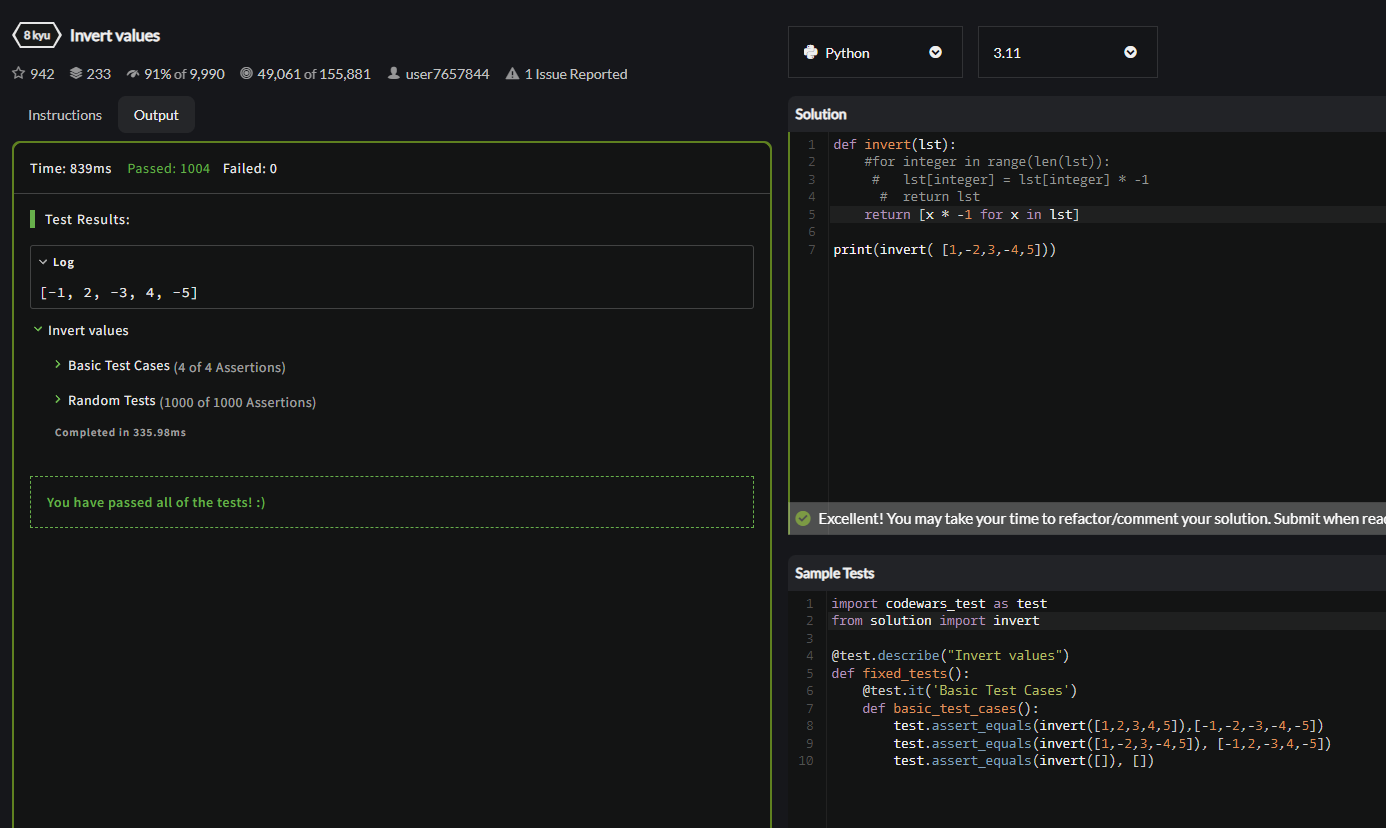 8 kyu Invert values
942 233 91% of 9,990 49,061 of 155,881 user7657844 1 Issue Reported
Instructions Output
Time: 839ms Passed: 1004 Failed: 0
Test Results:
Log
[-1, 2, -3, 4, -5]
Invert values
Basic Test Cases (4 of 4 Assertions)
Random Tests (1000 of 1000 Assertions)
Completed in 335.98ms
You have passed all of the tests! :)
Python 3.11
Solution
1 def invert(lst):
2     #for integer in range(len(lst)):
3      #   lst[integer] = lst[integer] * -1
4       #  return lst
5     return [x * -1 for x in lst]
6
7 print(invert( [1,-2,3,-4,5]))
Excellent! You may take your time to refactor/comment your solution. Submit when
Sample Tests
1 import codewars_test as test
2 from solution import invert
3
4 @test.describe("Invert values")
5 def fixed_tests():
6     @test.it('Basic Test Cases')
7     def basic_test_cases():
8         test.assert_equals(invert([1,2,3,4,5]),[-1,-2,-3,-4,-5])
9         test.assert_equals(invert([1,-2,3,-4,5]), [-1,2,-3,4,-5])
10         test.assert_equals(invert([]), [])